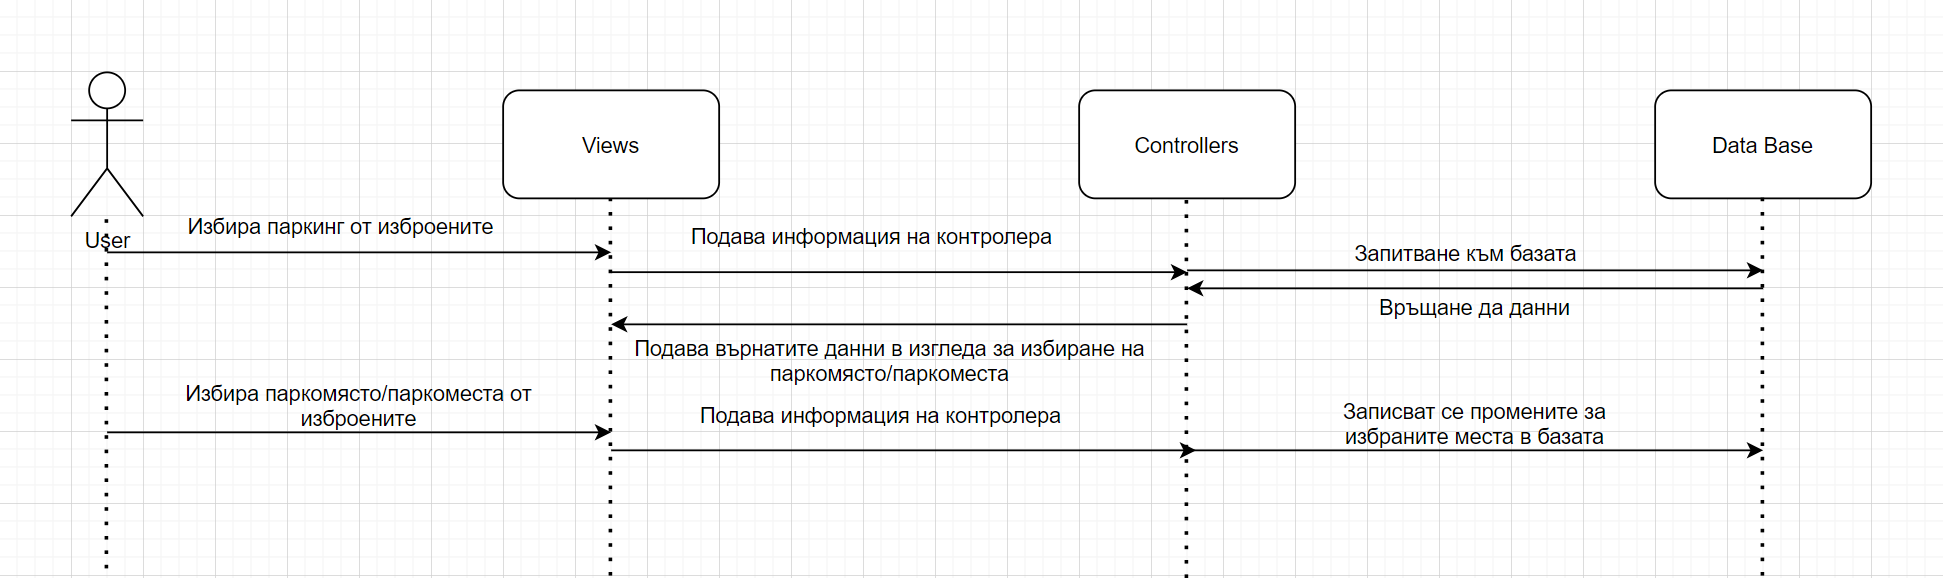 Views
Controllers
Data Base
User
Избира паркинг от изброените
Подава информация на контролера
Запитване към базата
Връщане да данни
Подава върнатите данни в изгледа за избиране на
паркомясто/паркоместа
Избира паркомясто/паркоместа от
изброените
Подава информация на контролера
Записват се промените за
избраните места в базата